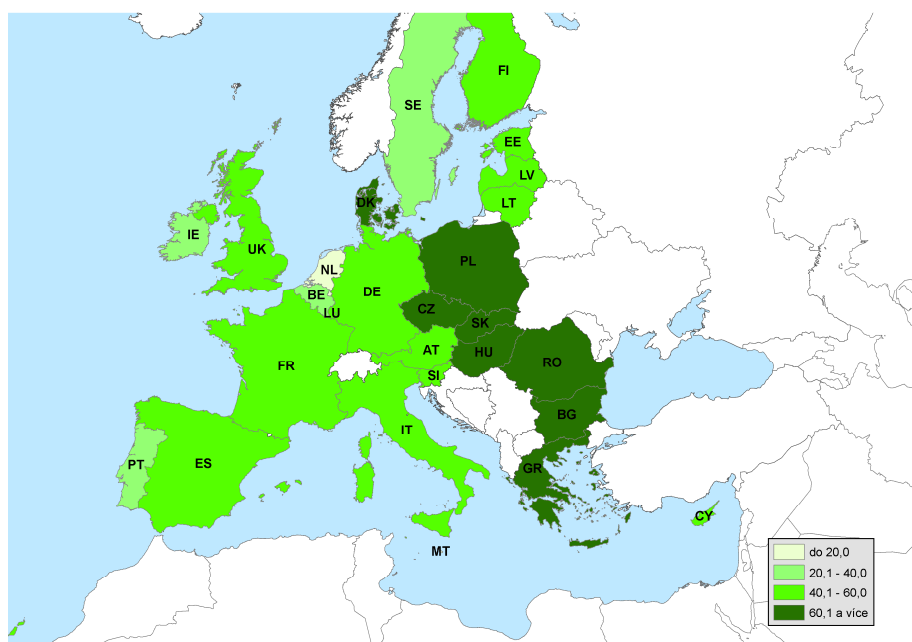 FI
SE
EE
LV
LT
DK
IE
UK
NL
PL
BE
DE
LU
CZ
SK
AT
HU
FR
RO
SI
BG
IT
PT
ES
GR
CY
MT
do 20,0
20,1 - 40,0
40,1 - 60,0
60,1 a více